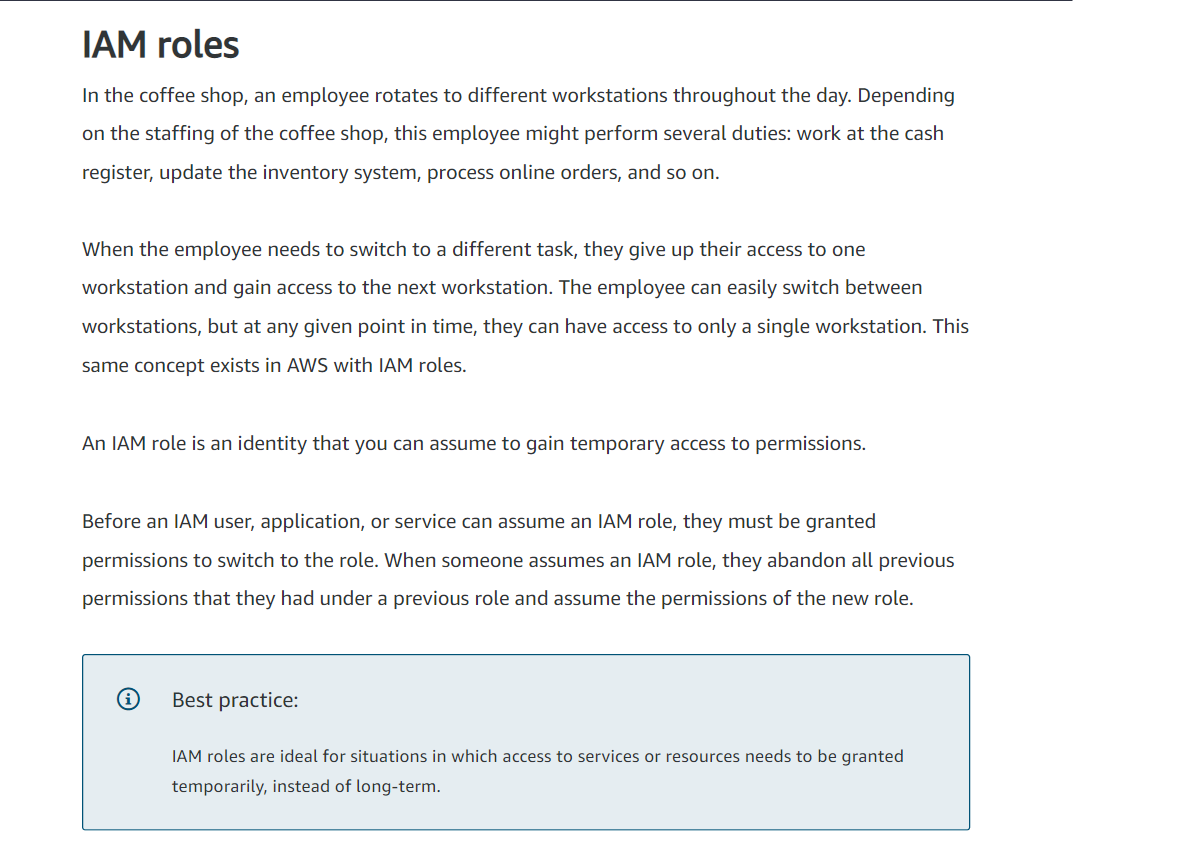 IAM roles
In the coffee shop, an employee rotates to different workstations throughout the day. Depending
on the staffing of the coffee shop, this employee might perform several duties: work at the cash
register, update the inventory system, process online orders, and so on.
When the employee needs to switch to a different task, they give up their access to one
workstation and gain access to the next workstation. The employee can easily switch between
workstations, but at any given point in time, they can have access to only a single workstation. This
same concept exists in AWS with IAM roles.
An IAM role is an identity that you can assume to gain temporary access to permissions.
Before an IAM user, application, or service can assume an IAM role, they must be granted
permissions to switch to the role. When someone assumes an IAM role, they abandon all previous
permissions that they had under a previous role and assume the permissions of the new role.
Best practice:
IAM roles are ideal for situations in which access to services or resources needs to be granted
temporarily, instead of long-term.